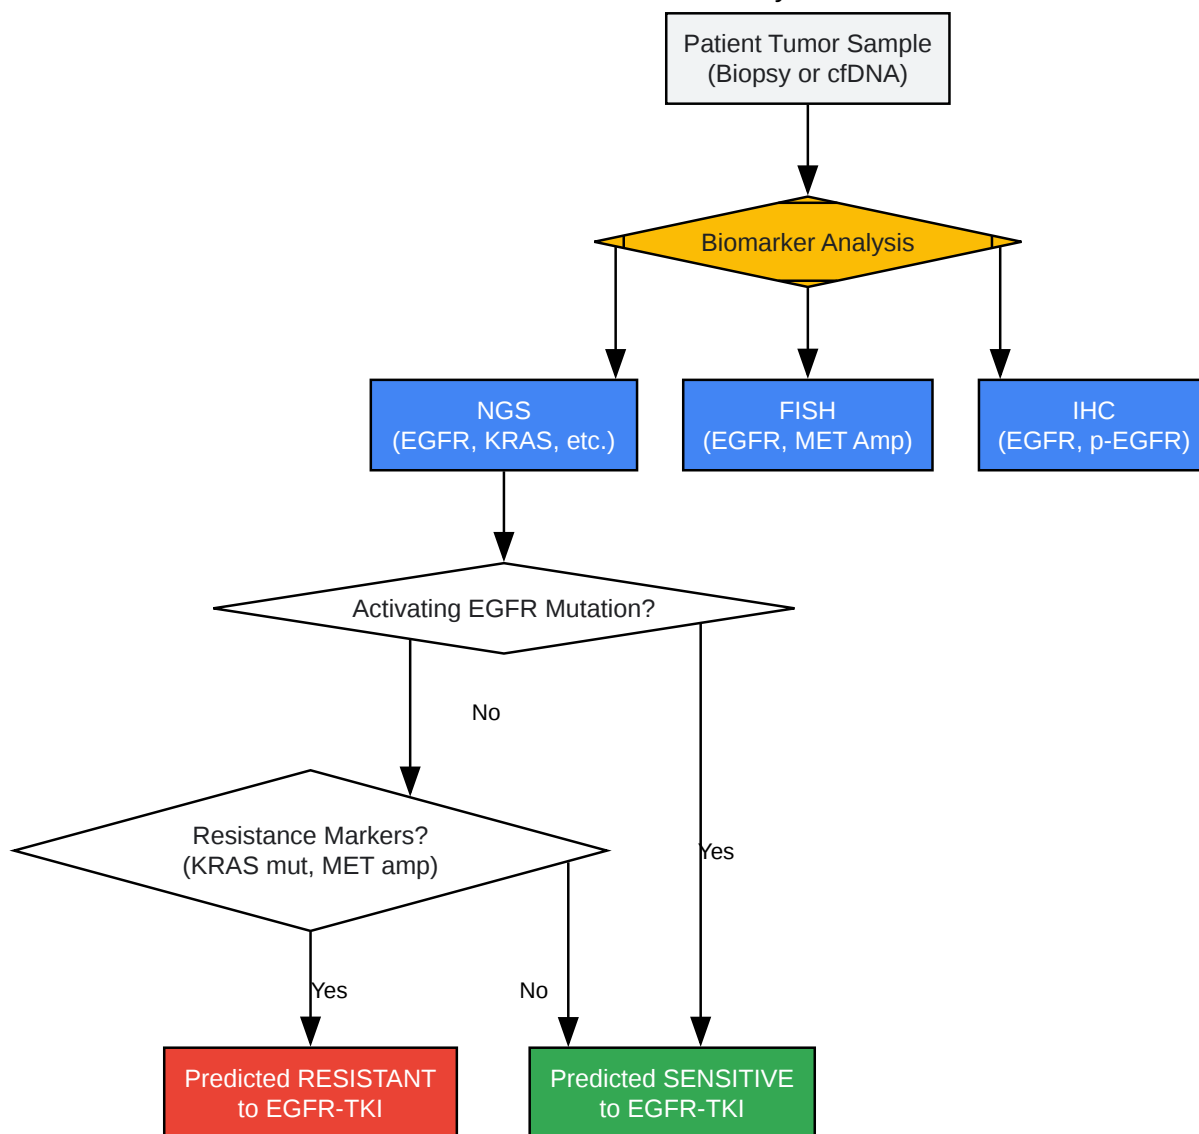 Patient Tumor Sample
(Biopsy or cfDNA)
Biomarker Analysis
NGS
(EGFR, KRAS, etc.)
FISH
(EGFR, MET Amp)
IHC
(EGFR, p-EGFR)
Activating EGFR Mutation?
No
Resistance Markers?
(KRAS mut, MET amp)
Yes
Yes
No
Predicted RESISTANT
to EGFR-TKI
Predicted SENSITIVE
to EGFR-TKI